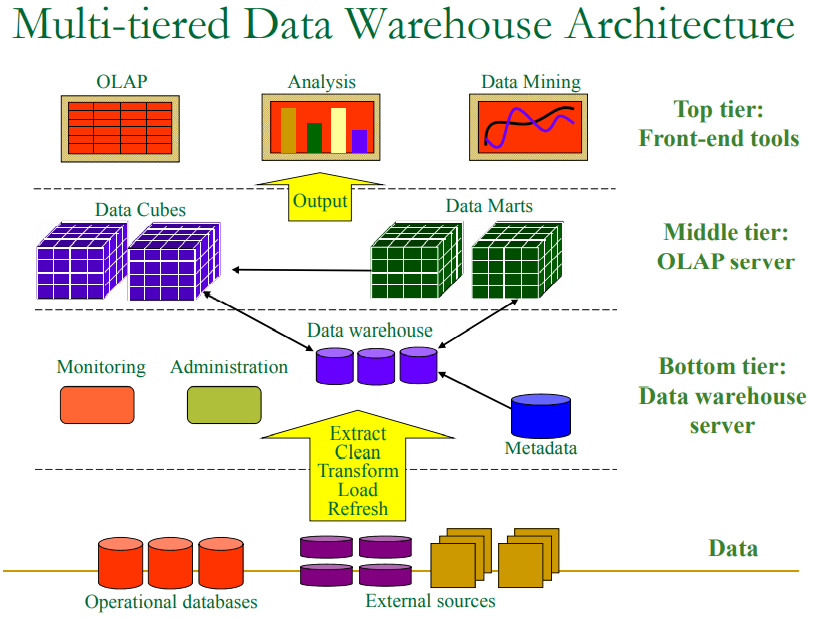 Multi-tiered Data Warehouse Architecture
OLAP
Analysis
Data Mining
Top tier:
Front-end tools
Output
Data Cubes
Data Marts
Middle tier:
OLAP server
Data warehouse
Monitoring
Administration
Bottom tier:
Data warehouse
server
Extract
Clean
Transform
Load
Refresh
Metadata
Data
Operational databases
External sources